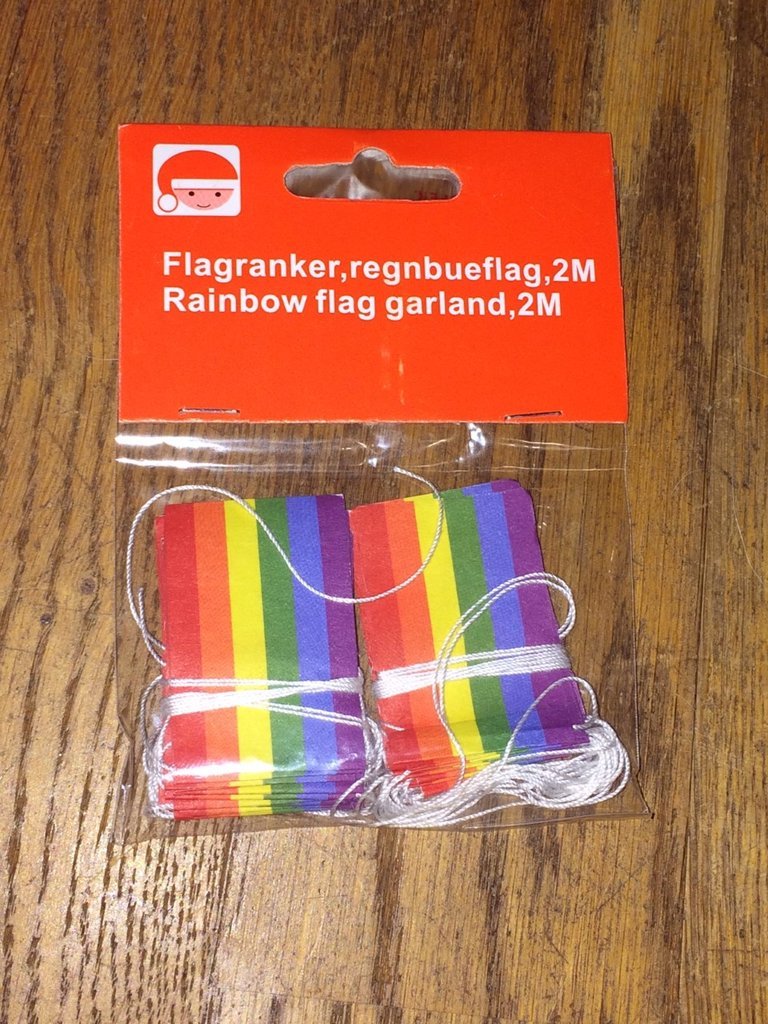 Flagranker,regnbueflag,2M
Rainbow flag garland,2M